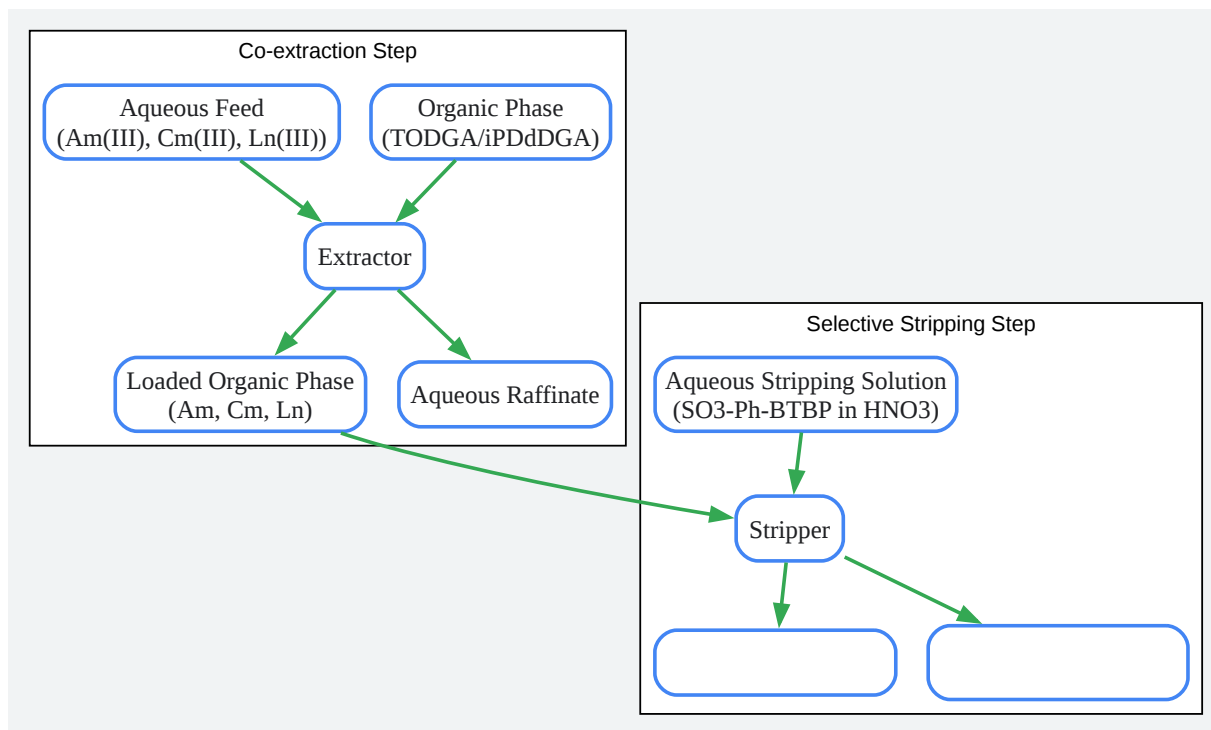 Co-extraction Step
Aqueous Feed
(Am(III), Cm(III), Ln(III))
Organic Phase
(TODGA/iPDdDGA)
Extractor
Loaded Organic Phase
(Am, Cm, Ln)
Aqueous Raffinate
Selective Stripping Step
Aqueous Stripping Solution
(SO3-Ph-BTBP in HNO3)
Stripper